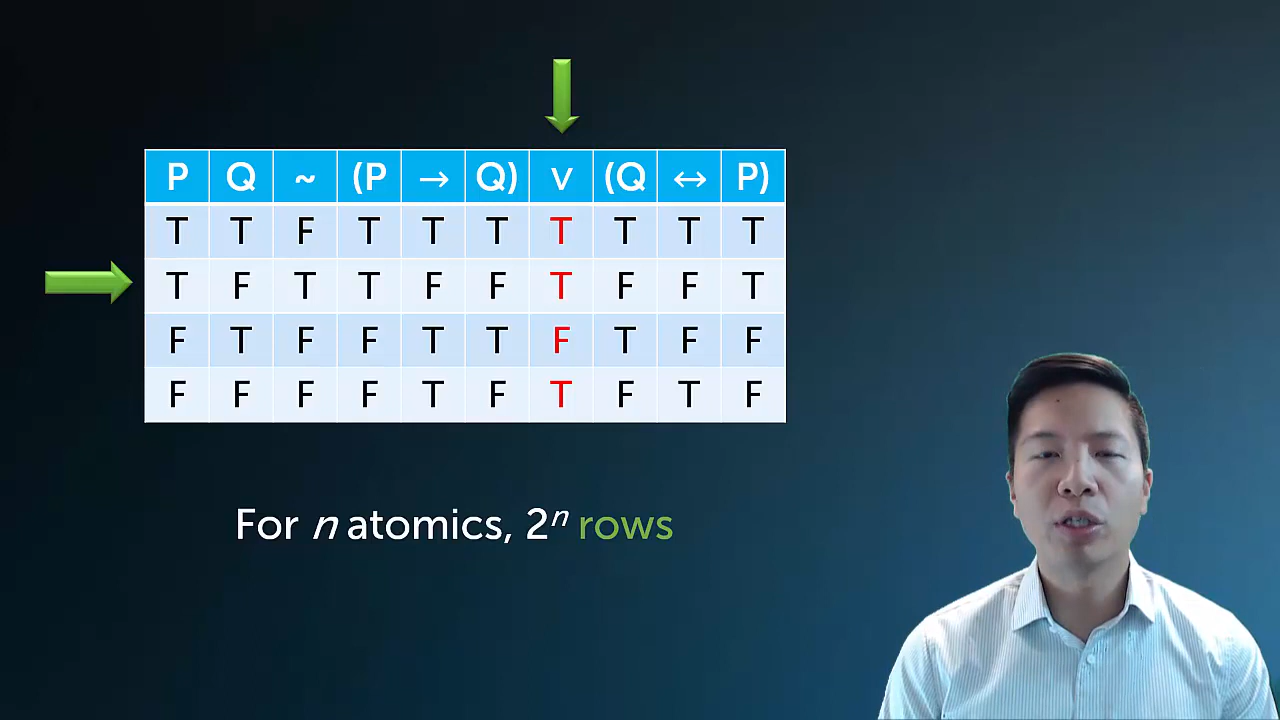 P Q ~ (P → Q) ∨ (Q ↔ P)
T T F T T T T T T T
T F T T F F T F F T
F T F F T T F T F F
F F F F T F T F T F
For n atomics, 2ⁿ rows